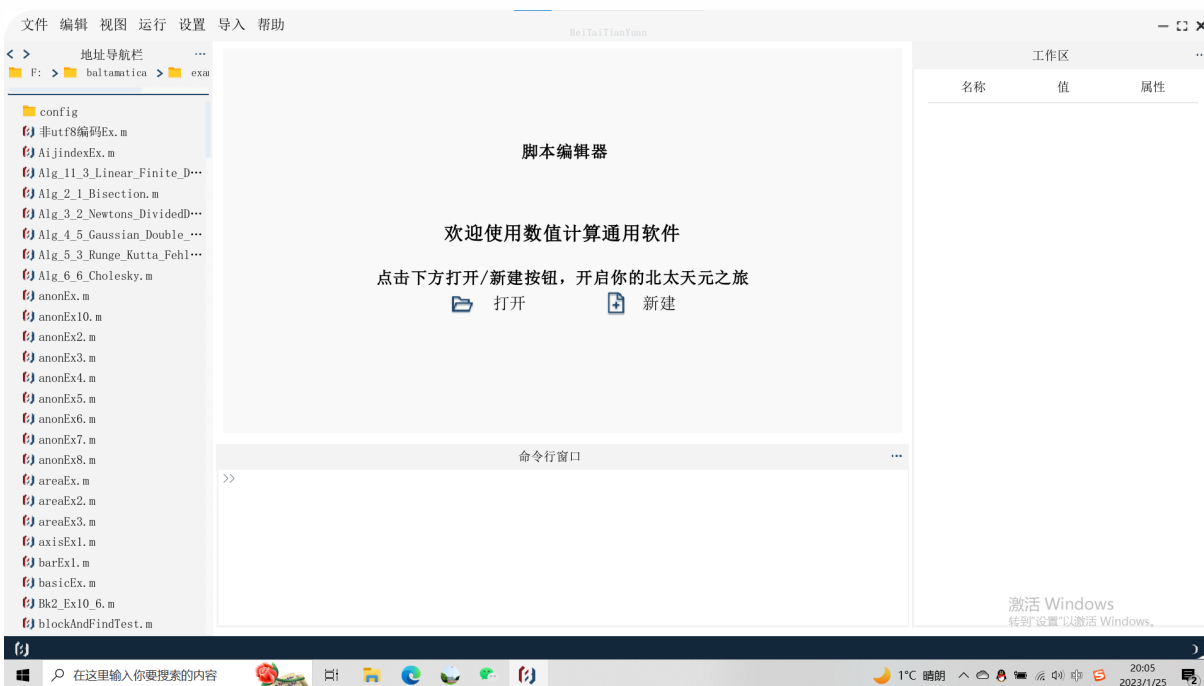 文件 编辑 视图 运行 设置 导入 帮助
BeiTaiTianYuan
地址导航栏 ···
F: > baltamatica > exam
config
非utf8编码Ex.m
AijindexEx.m
Alg_11_3_Linear_Finite_D···
Alg_2_1_Bisection.m
Alg_3_2_Newtons_DividedD···
Alg_4_5_Gaussian_Double_···
Alg_5_3_Runge_Kutta_Fehl···
Alg_6_6_Cholesky.m
anonEx.m
anonEx10.m
anonEx2.m
anonEx3.m
anonEx4.m
anonEx5.m
anonEx6.m
anonEx7.m
anonEx8.m
areaEx.m
areaEx2.m
areaEx3.m
axisEx1.m
barEx1.m
basicEx.m
Bk2_Ex10_6.m
blockAndFindTest.m
脚本编辑器
欢迎使用数值计算通用软件
点击下方打开/新建按钮，开启你的北太天元之旅
打开 新建
命令行窗口 ···
>>
工作区
名称 值 属性
激活 Windows
转到"设置"以激活 Windows。
在这里输入你要搜索的内容
1°C 晴朗
中
20:05
2023/1/25
2